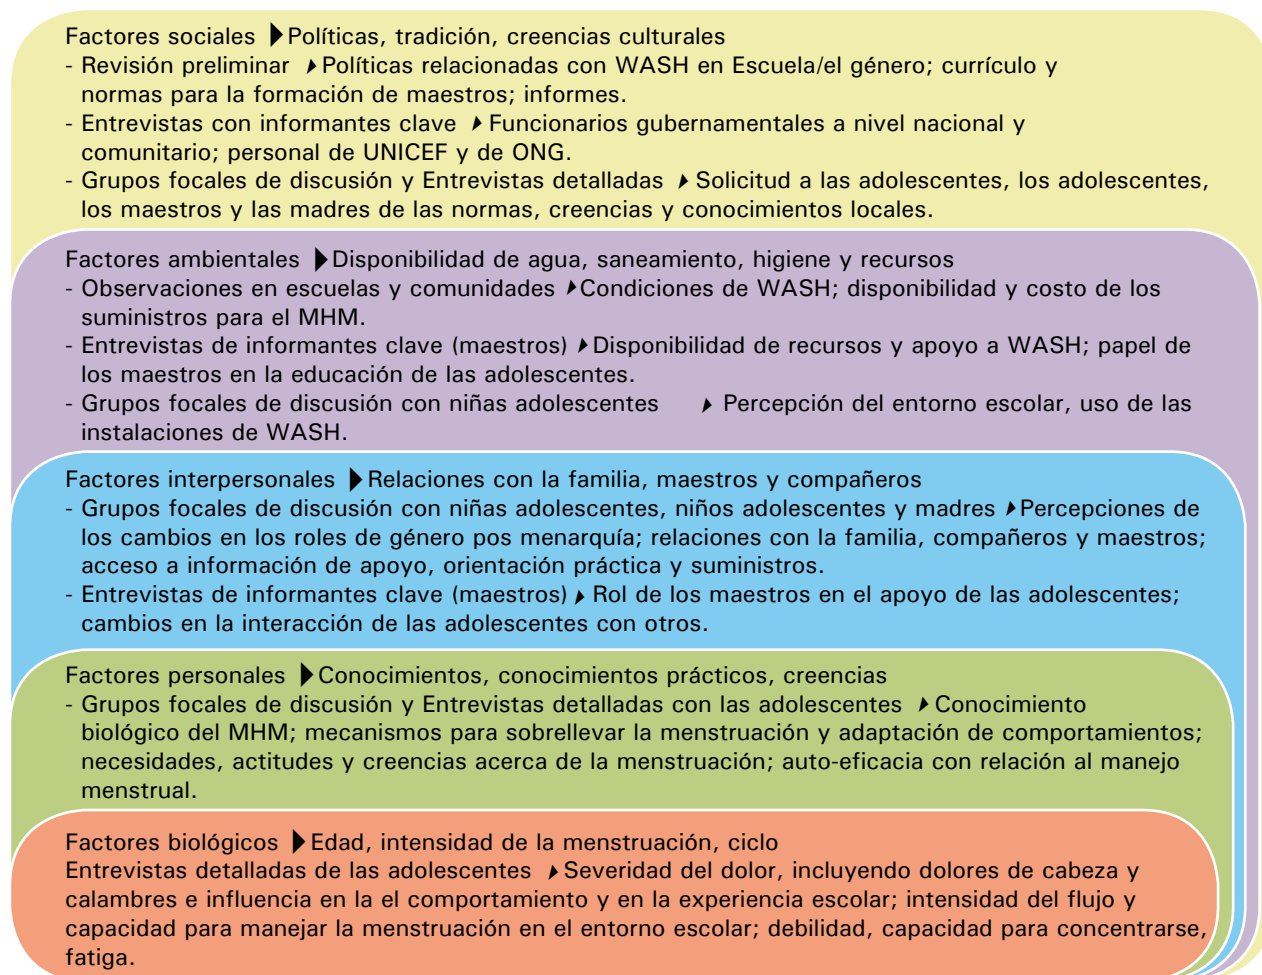 Factores sociales ▶Políticas, tradición, creencias culturales
- Revisión preliminar ▶Políticas relacionadas con WASH en Escuela/el género; currículo y
normas para la formación de maestros; informes.
- Entrevistas con informantes clave ▶ Funcionarios gubernamentales a nivel nacional y
comunitario; personal de UNICEF y de ONG.
- Grupos focales de discusión y Entrevistas detalladas ▶ Solicitud a las adolescentes, los adolescentes,
los maestros y las madres de las normas, creencias y conocimientos locales.
Factores ambientales ▶Disponibilidad de agua, saneamiento, higiene y recursos
- Observaciones en escuelas y comunidades ▶Condiciones de WASH; disponibilidad y costo de los
suministros para el MHM.
- Entrevistas de informantes clave (maestros) ▶Disponibilidad de recursos y apoyo a WASH; papel de
los maestros en la educación de las adolescentes.
- Grupos focales de discusión con niñas adolescentes ▶ Percepción del entorno escolar, uso de las
instalaciones de WASH.
Factores interpersonales ▶Relaciones con la familia, maestros y compañeros
- Grupos focales de discusión con niñas adolescentes, niños adolescentes y madres ▶Percepciones de
los cambios en los roles de género pos menarquía; relaciones con la familia, compañeros y maestros;
acceso a información de apoyo, orientación práctica y suministros.
- Entrevistas de informantes clave (maestros) ▶ Rol de los maestros en el apoyo de las adolescentes;
cambios en la interacción de las adolescentes con otros.
Factores personales ▶Conocimientos, conocimientos prácticos, creencias
- Grupos focales de discusión y Entrevistas detalladas con las adolescentes ▶ Conocimiento
biológico del MHM; mecanismos para sobrellevar la menstruación y adaptación de comportamientos;
necesidades, actitudes y creencias acerca de la menstruación; auto-eficacia con relación al manejo
menstrual.
Factores biológicos ▶Edad, intensidad de la menstruación, ciclo
Entrevistas detalladas de las adolescentes ▶Severidad del dolor, incluyendo dolores de cabeza y
calambres e influencia en la el comportamiento y en la experiencia escolar; intensidad del flujo y
capacidad para manejar la menstruación en el entorno escolar; debilidad, capacidad para concentrarse,
fatiga.